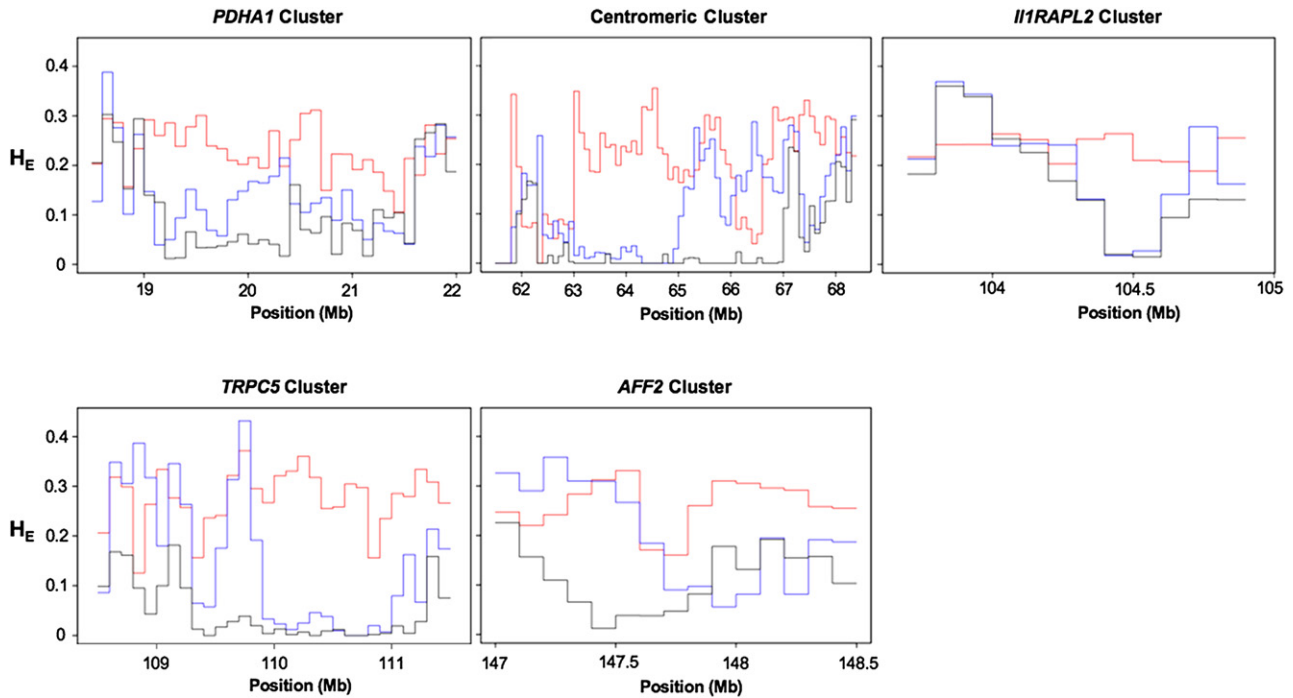 PDHA1 Cluster
Centromeric Cluster
Il1RAPL2 Cluster
HE
0.4
0.3
0.2
0.1
0
19 20 21 22
62 63 64 65 66 67 68
104 104.5 105
Position (Mb)
Position (Mb)
Position (Mb)
TRPC5 Cluster
AFF2 Cluster
HE
0.4
0.3
0.2
0.1
0
109 110 111
147 147.5 148 148.5
Position (Mb)
Position (Mb)